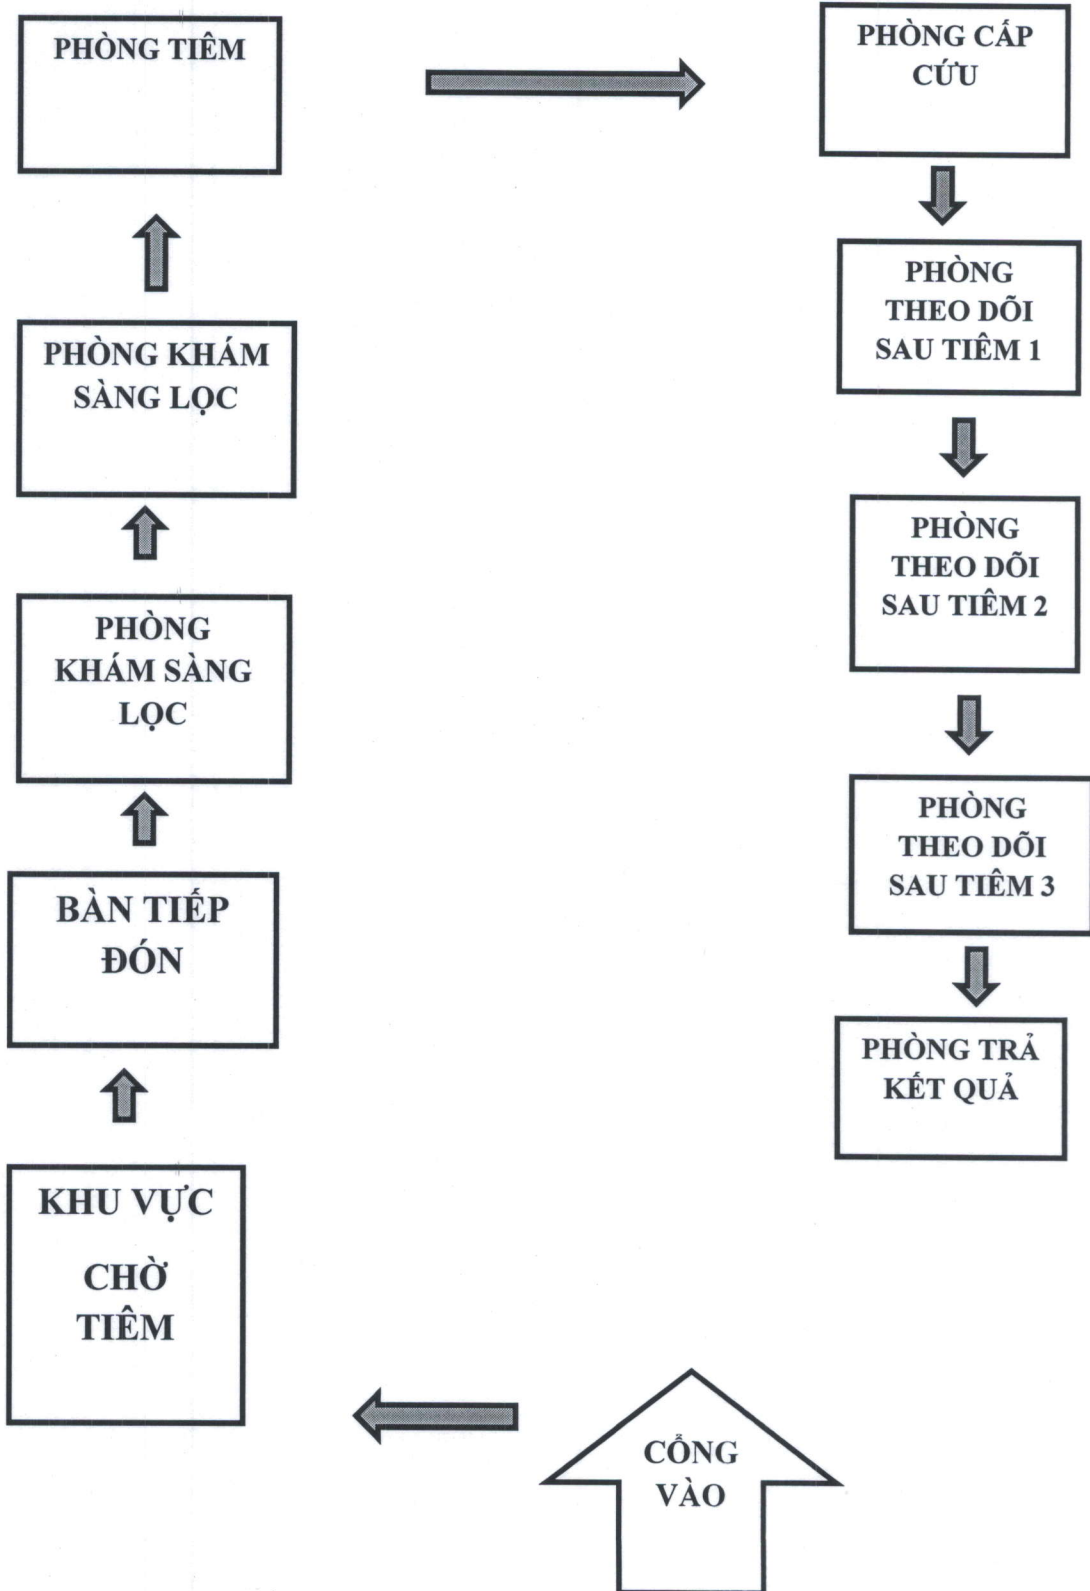 PHÒNG TIÊM
PHÒNG CẤP
CỨU
PHÒNG
THEO DÕI
SAU TIÊM 1
PHÒNG KHÁM
SÀNG LỌC
PHÒNG
THEO DÕI
SAU TIÊM 2
PHÒNG
KHÁM SÀNG
LỌC
PHÒNG
THEO DÕI
SAU TIÊM 3
BÀN TIẾP
ĐÓN
PHÒNG TRẢ
KẾT QUẢ
KHU VỰC
CHỜ
TIÊM
CỔNG
VÀO